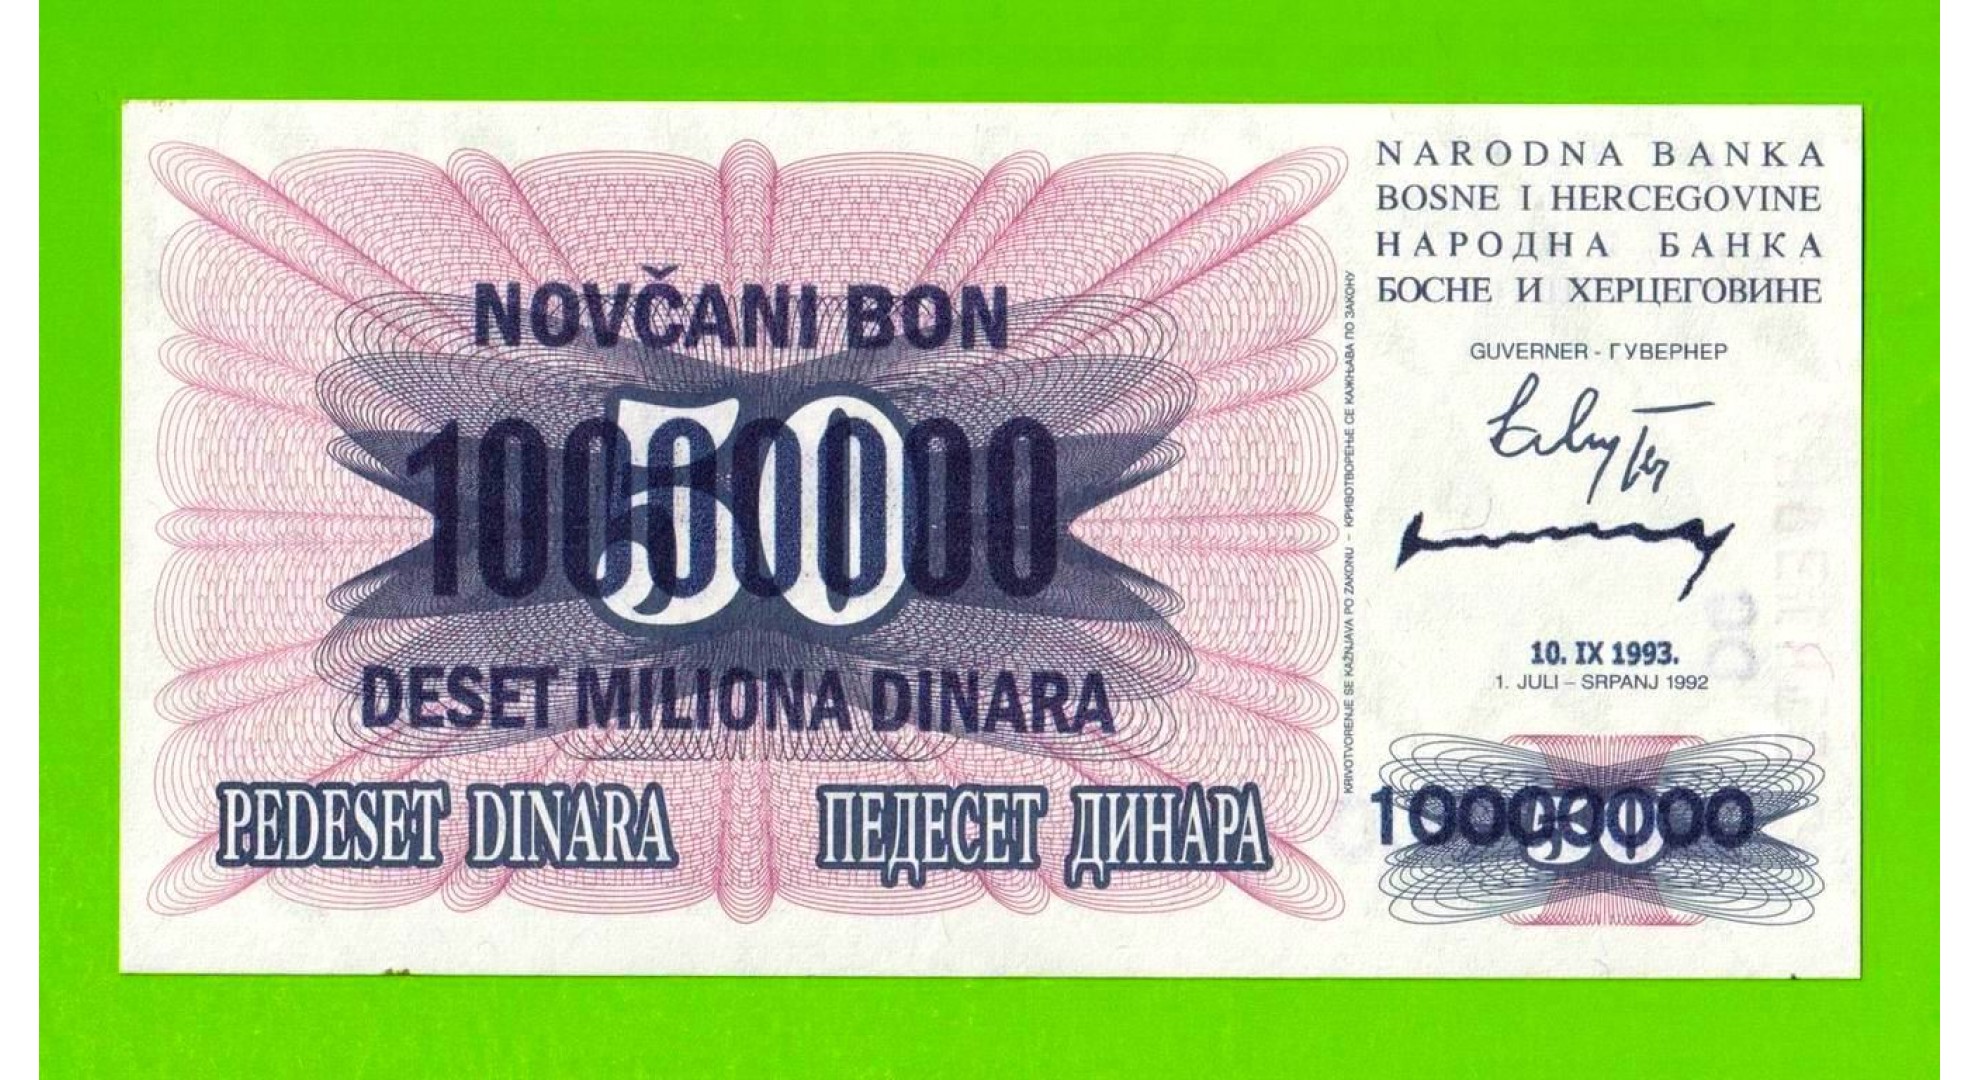 NARODNA BANKA
BOSNE I HERCEGOVINE
НАРОДНА БАНКА
БОСНЕ И ХЕРЦЕГОВИНЕ
GUVERNER - ГУВЕРНЕР
NOVČANI BON
50
10000000
DESET MILIONA DINARA
PEDESET DINARA ПЕДЕСЕТ ДИНАРА
KRIVOTVORENJE SE KAŽNJAVA PO ZAKONU - КРИВОТВОРЕЊЕ СЕ КАЖЊАВА ПО ЗАКОНУ
10. IX 1993.
1. JULI – SRPANJ 1992
50
10000000